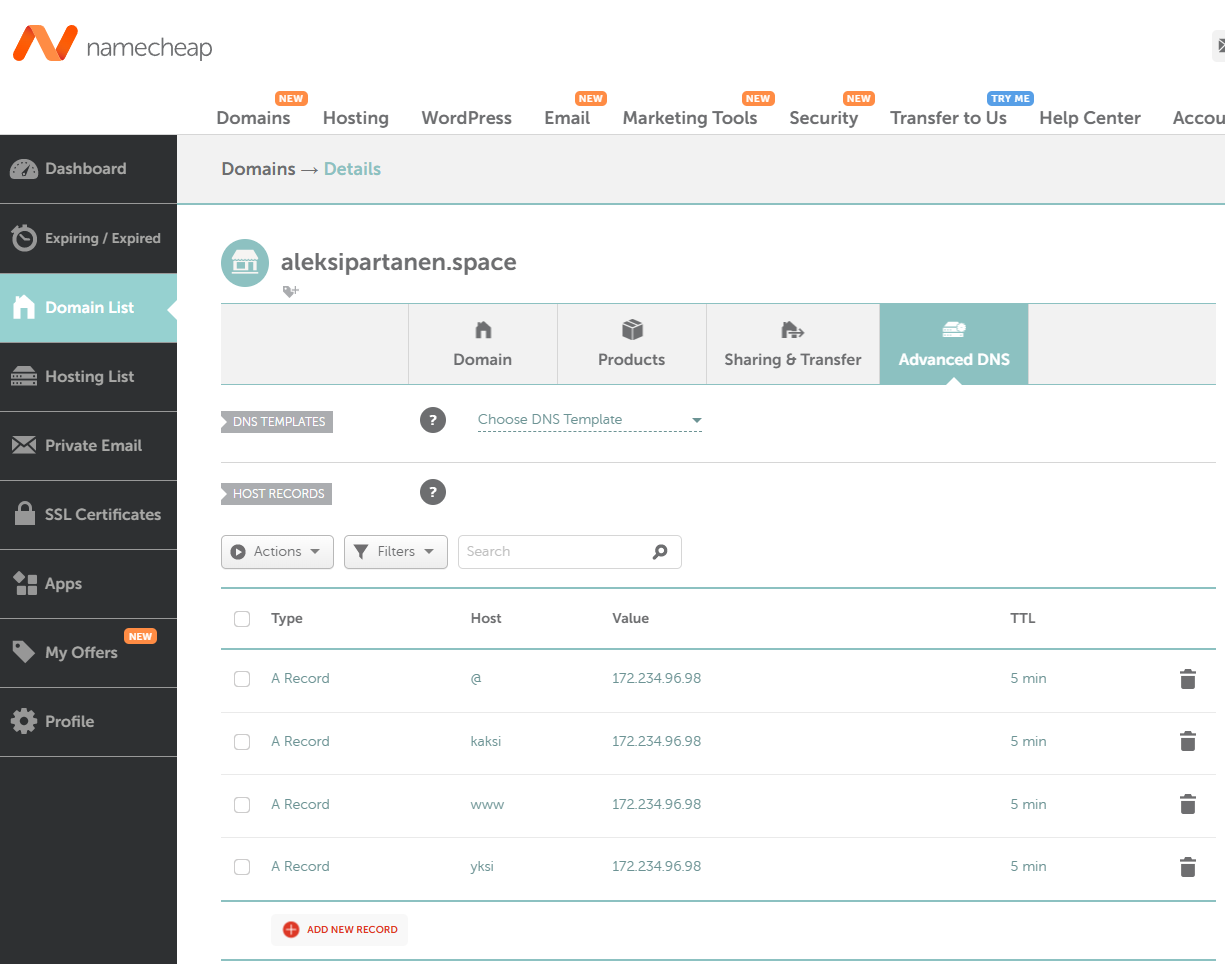 namecheap
NEW NEW NEW NEW TRY ME
Domains Hosting WordPress Email Marketing Tools Security Transfer to Us Help Center Accou
Dashboard
Expiring / Expired
Domain List
Hosting List
Private Email
SSL Certificates
Apps
NEW
My Offers
Profile
Domains → Details
aleksipartanen.space
Domain Products Sharing & Transfer Advanced DNS
DNS TEMPLATES ? Choose DNS Template
HOST RECORDS ?
Actions Filters Search
Type Host Value TTL
A Record @ 172.234.96.98 5 min
A Record kaksi 172.234.96.98 5 min
A Record www 172.234.96.98 5 min
A Record yksi 172.234.96.98 5 min
ADD NEW RECORD